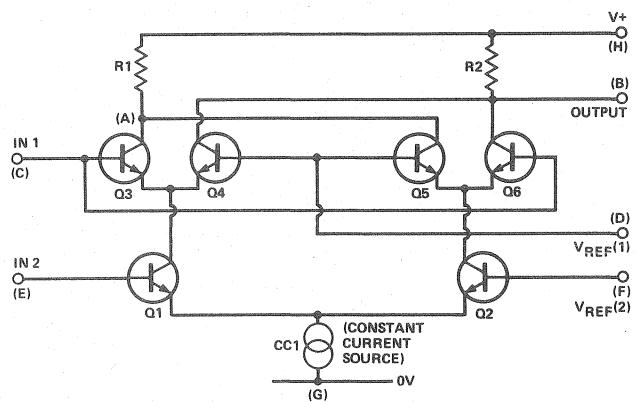 V+
(H)
R1
R2
(B)
OUTPUT
(A)
IN 1
(C)
Q3
Q4
Q5
Q6
(D)
VREF(1)
IN 2
(E)
Q1
Q2
(F)
VREF(2)
CC1
(CONSTANT
CURRENT
SOURCE)
0V
(G)